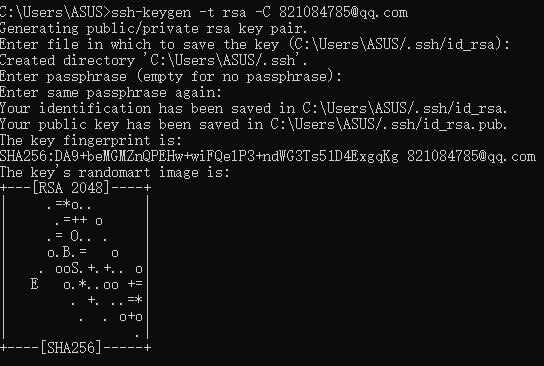 C:\Users\ASUS>ssh-keygen -t rsa -C 821084785@qq.com
Generating public/private rsa key pair.
Enter file in which to save the key (C:\Users\ASUS/.ssh/id_rsa):
Created directory 'C:\Users\ASUS/.ssh'.
Enter passphrase (empty for no passphrase):
Enter same passphrase again:
Your identification has been saved in C:\Users\ASUS/.ssh/id_rsa.
Your public key has been saved in C:\Users\ASUS/.ssh/id_rsa.pub.
The key fingerprint is:
SHA256:DA9+beMGMZnQPEHw+wiFQe1P3+ndWG3Ts51D4ExgqKg 821084785@qq.com
The key's randomart image is:
+---[RSA 2048]----+
|     .=*o..      |
|      .=++ o     |
|     .= O.. .    |
|     o.B.=   o   |
|    . ooS.+.+.. o|
|   E   o.*..oo +=|
|        . +. ..=*|
|         .  . o+o|
|                .|
+----[SHA256]-----+